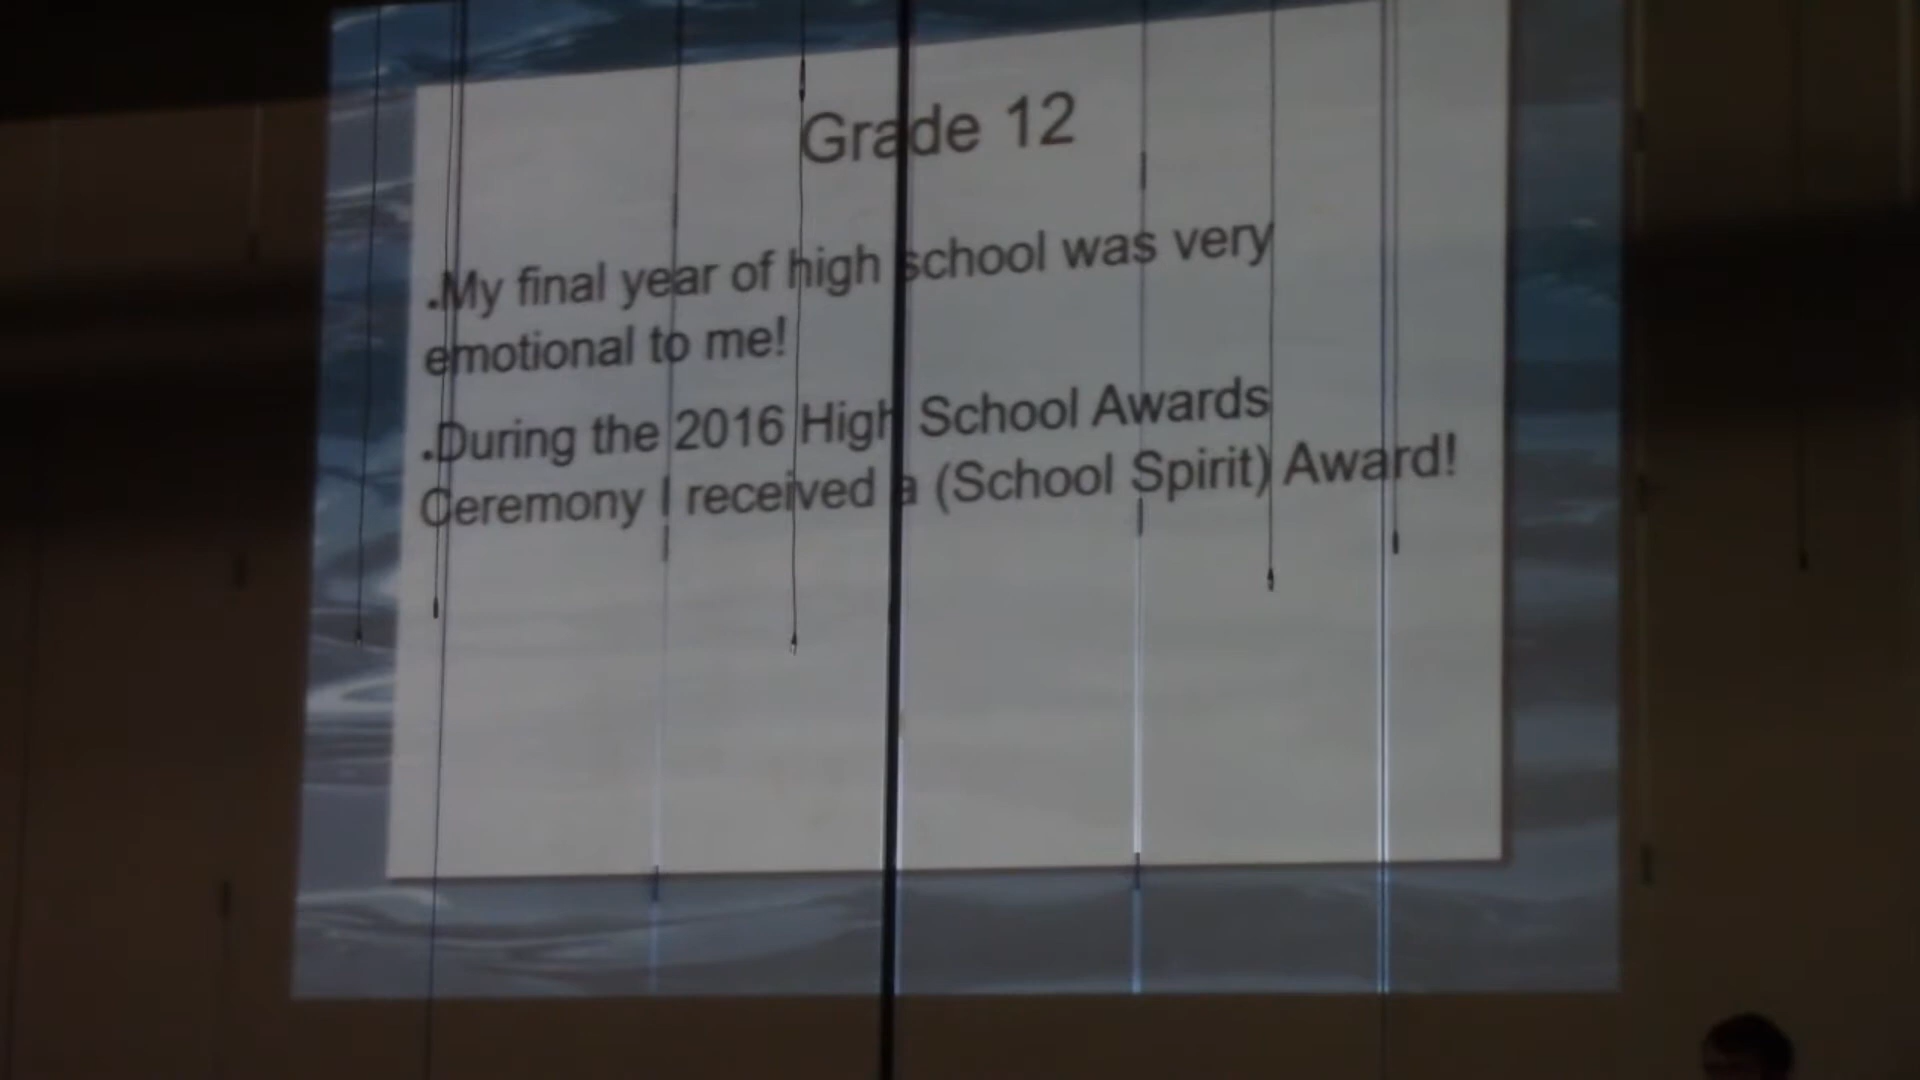 Grade 12
.My final year of high school was very
emotional to me!
.During the 2016 High School Awards
Ceremony I received a (School Spirit) Award!